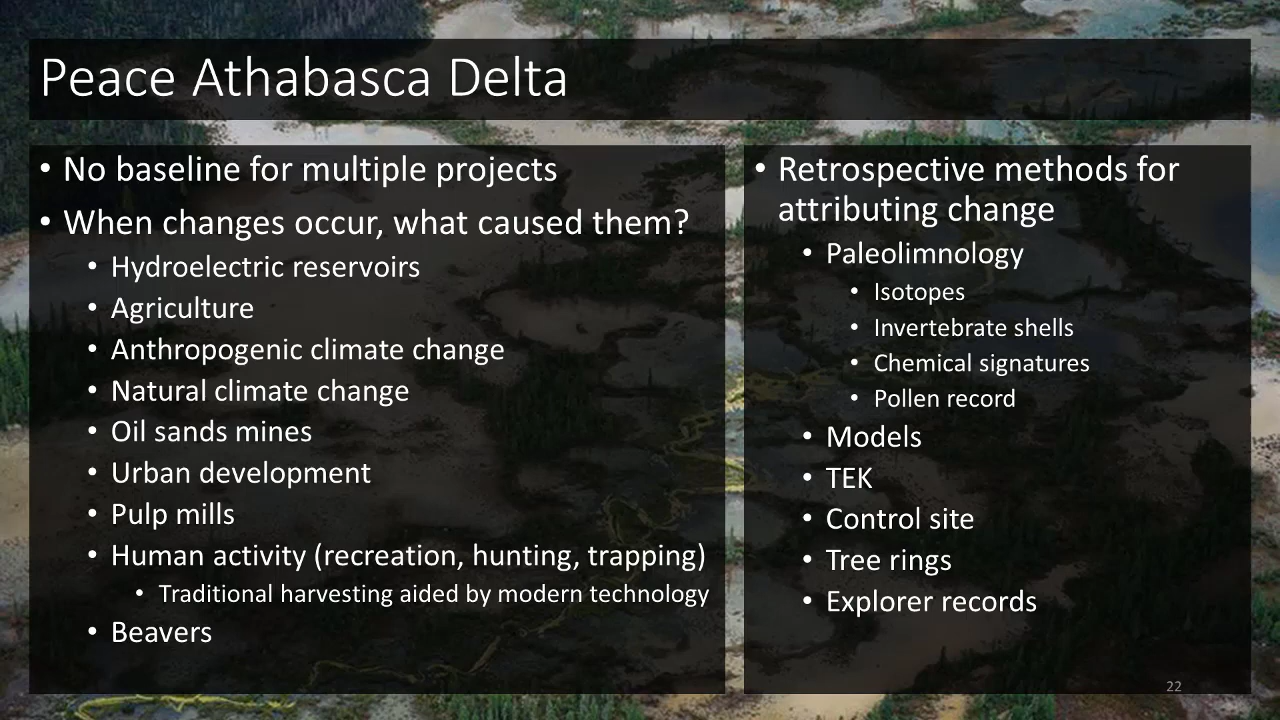 Peace Athabasca Delta
• No baseline for multiple projects
• When changes occur, what caused them?
• Hydroelectric reservoirs
• Agriculture
• Anthropogenic climate change
• Natural climate change
• Oil sands mines
• Urban development
• Pulp mills
• Human activity (recreation, hunting, trapping)
• Traditional harvesting aided by modern technology
• Beavers
• Retrospective methods for
attributing change
• Paleolimnology
• Isotopes
• Invertebrate shells
• Chemical signatures
• Pollen record
• Models
• TEK
• Control site
• Tree rings
• Explorer records
22